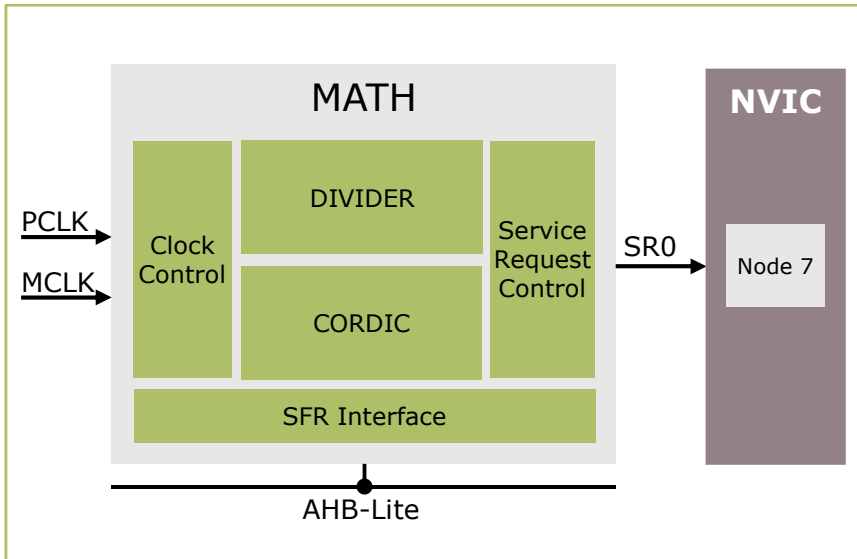 MATH
NVIC
PCLK
MCLK
Clock
Control
DIVIDER
CORDIC
Service
Request
Control
SFR Interface
SR0
Node 7
AHB-Lite